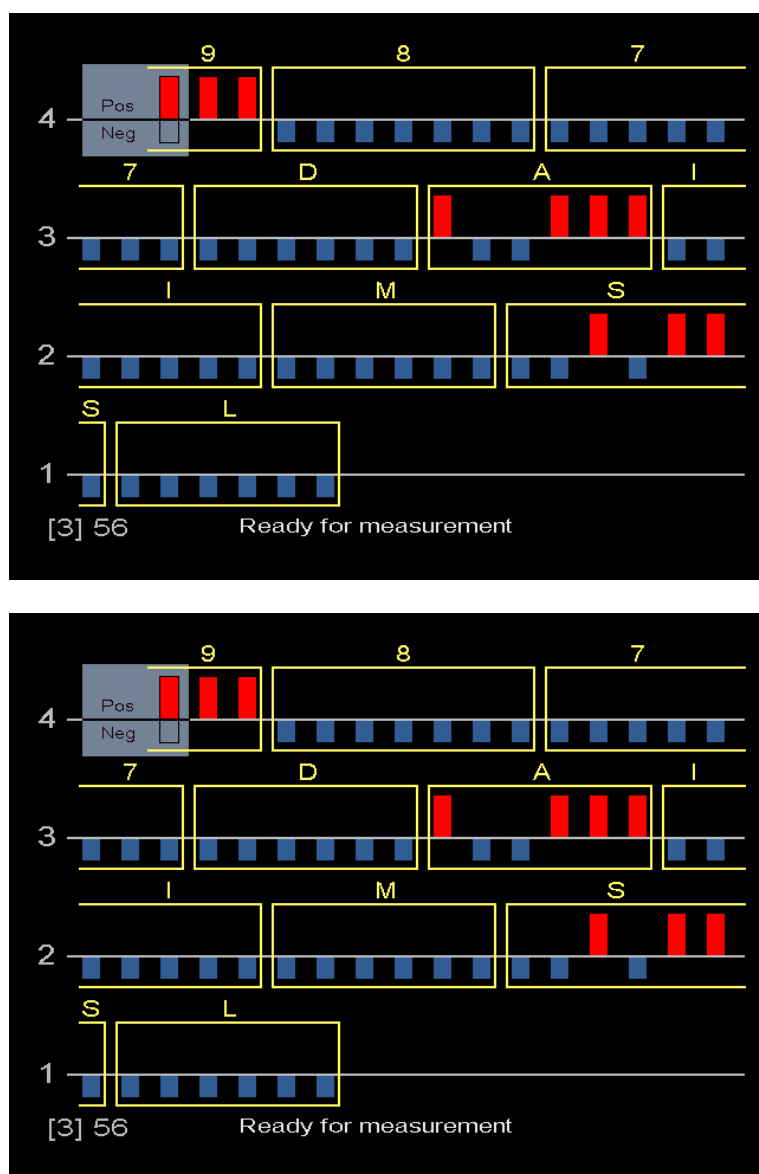 9 8 7
Pos
4
Neg
7 D A I
3
I M S
2
S L
1
[3] 56 Ready for measurement
9 8 7
Pos
4
Neg
7 D A I
3
I M S
2
S L
1
[3] 56 Ready for measurement